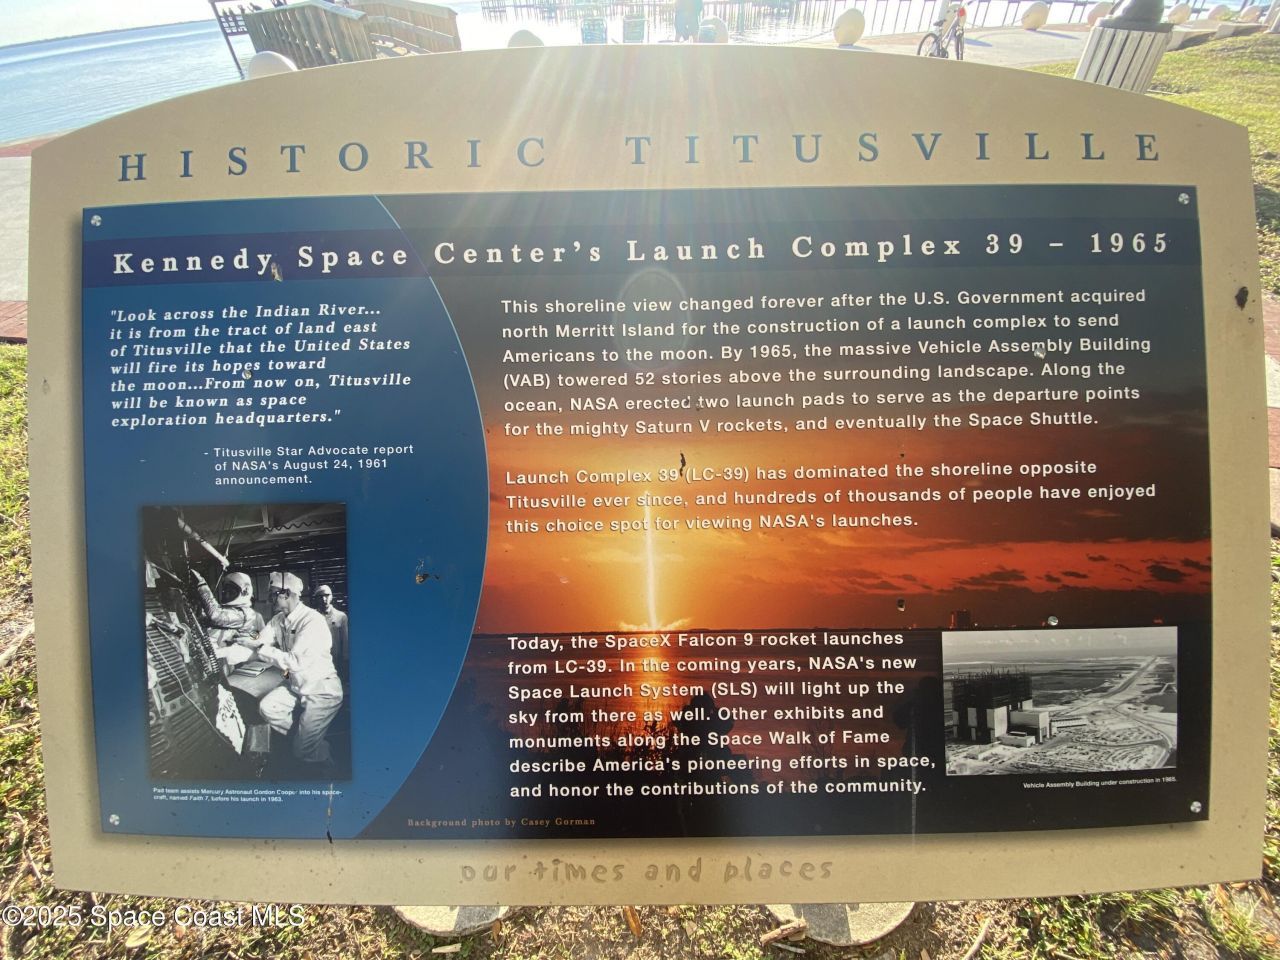 HISTORIC TITUSVILLE
Kennedy Space Center's Launch Complex 39 – 1965
"Look across the Indian River...
it is from the tract of land east
of Titusville that the United States
will fire its hopes toward
the moon...From now on, Titusville
will be known as space
exploration headquarters."
- Titusville Star Advocate report
of NASA's August 24, 1961
announcement.
Pad team assists Mercury Astronaut Gordon Cooper into his space-
craft, named Faith 7, before his launch in 1963.
This shoreline view changed forever after the U.S. Government acquired
north Merritt Island for the construction of a launch complex to send
Americans to the moon. By 1965, the massive Vehicle Assembly Building
(VAB) towered 52 stories above the surrounding landscape. Along the
ocean, NASA erected two launch pads to serve as the departure points
for the mighty Saturn V rockets, and eventually the Space Shuttle.
Launch Complex 39 (LC-39) has dominated the shoreline opposite
Titusville ever since, and hundreds of thousands of people have enjoyed
this choice spot for viewing NASA's launches.
Today, the SpaceX Falcon 9 rocket launches
from LC-39. In the coming years, NASA's new
Space Launch System (SLS) will light up the
sky from there as well. Other exhibits and
monuments along the Space Walk of Fame
describe America's pioneering efforts in space,
and honor the contributions of the community.
Vehicle Assembly Building under construction in 1965.
Background photo by Casey Gorman
our times and places
©2025 Space Coast MLS